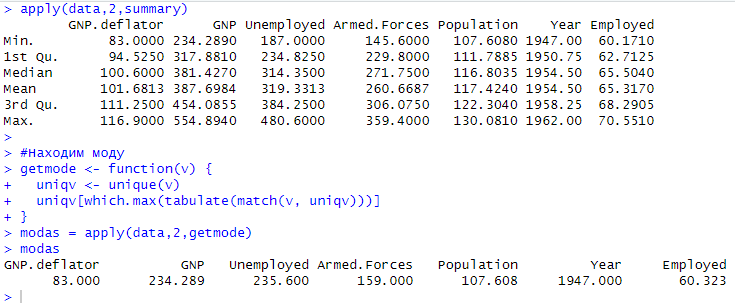 > apply(data,2,summary)
        GNP.deflator      GNP Unemployed Armed.Forces Population    Year Employed
Min.         83.0000 234.2890   187.0000     145.6000   107.6080 1947.00  60.1710
1st Qu.      94.5250 317.8810   234.8250     229.8000   111.7885 1950.75  62.7125
Median      100.6000 381.4270   314.3500     271.7500   116.8035 1954.50  65.5040
Mean        101.6813 387.6984   319.3313     260.6687   117.4240 1954.50  65.3170
3rd Qu.     111.2500 454.0855   384.2500     306.0750   122.3040 1958.25  68.2905
Max.        116.9000 554.8940   480.6000     359.4000   130.0810 1962.00  70.5510
>
> #Находим моду
> getmode <- function(v) {
+   uniqv <- unique(v)
+   uniqv[which.max(tabulate(match(v, uniqv)))]
+ }
> modas = apply(data,2,getmode)
> modas
GNP.deflator          GNP   Unemployed Armed.Forces   Population         Year     Employed
      83.000      234.289      235.600      159.000      107.608     1947.000       60.323
>